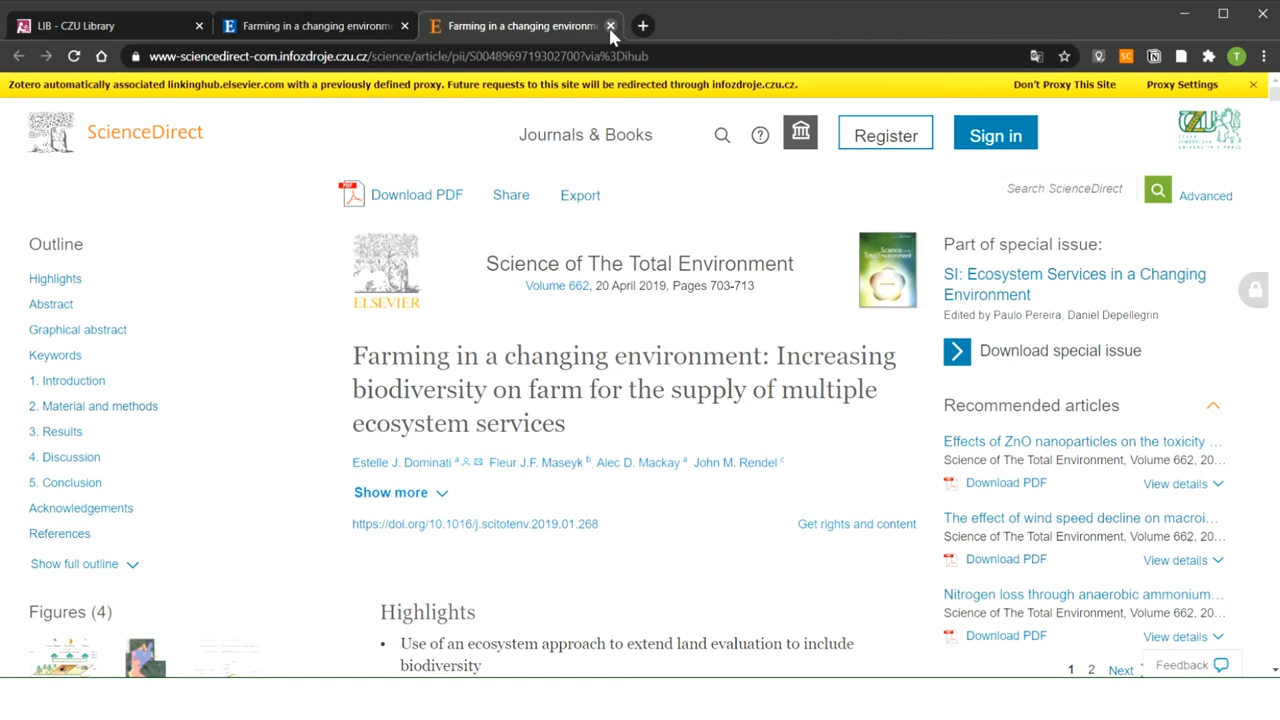 LIB - CZU Library
Farming in a changing environm
Farming in a changing environm
www-sciencedirect-com.infozdroje.czu.cz/science/article/pii/S0048969719302700?via%3Dihub
Zotero automatically associated linkinghub.elsevier.com with a previously defined proxy. Future requests to this site will be redirected through infozdroje.czu.cz.
Don't Proxy This Site
Proxy Settings
ScienceDirect
Journals & Books
Register
Sign in
CZU
Download PDF
Share
Export
Search ScienceDirect
Advanced
Outline
Highlights
Abstract
Graphical abstract
Keywords
1. Introduction
2. Material and methods
3. Results
4. Discussion
5. Conclusion
Acknowledgements
References
Show full outline
Figures (4)
ELSEVIER
Science of The Total Environment
Volume 662, 20 April 2019, Pages 703-713
Farming in a changing environment: Increasing
biodiversity on farm for the supply of multiple
ecosystem services
Estelle J. Dominati a, Fleur J.F. Maseyk b, Alec D. Mackay a, John M. Rendel c
Show more
https://doi.org/10.1016/j.scitotenv.2019.01.268
Get rights and content
Highlights
• Use of an ecosystem approach to extend land evaluation to include
biodiversity
Part of special issue:
SI: Ecosystem Services in a Changing
Environment
Edited by Paulo Pereira, Daniel Depellegrin
Download special issue
Recommended articles
Effects of ZnO nanoparticles on the toxicity ...
Science of The Total Environment, Volume 662, 20...
Download PDF
View details
The effect of wind speed decline on macroi...
Science of The Total Environment, Volume 662, 20...
Download PDF
View details
Nitrogen loss through anaerobic ammonium...
Science of The Total Environment, Volume 662, 20...
Download PDF
View details
1 2 Next
Feedback